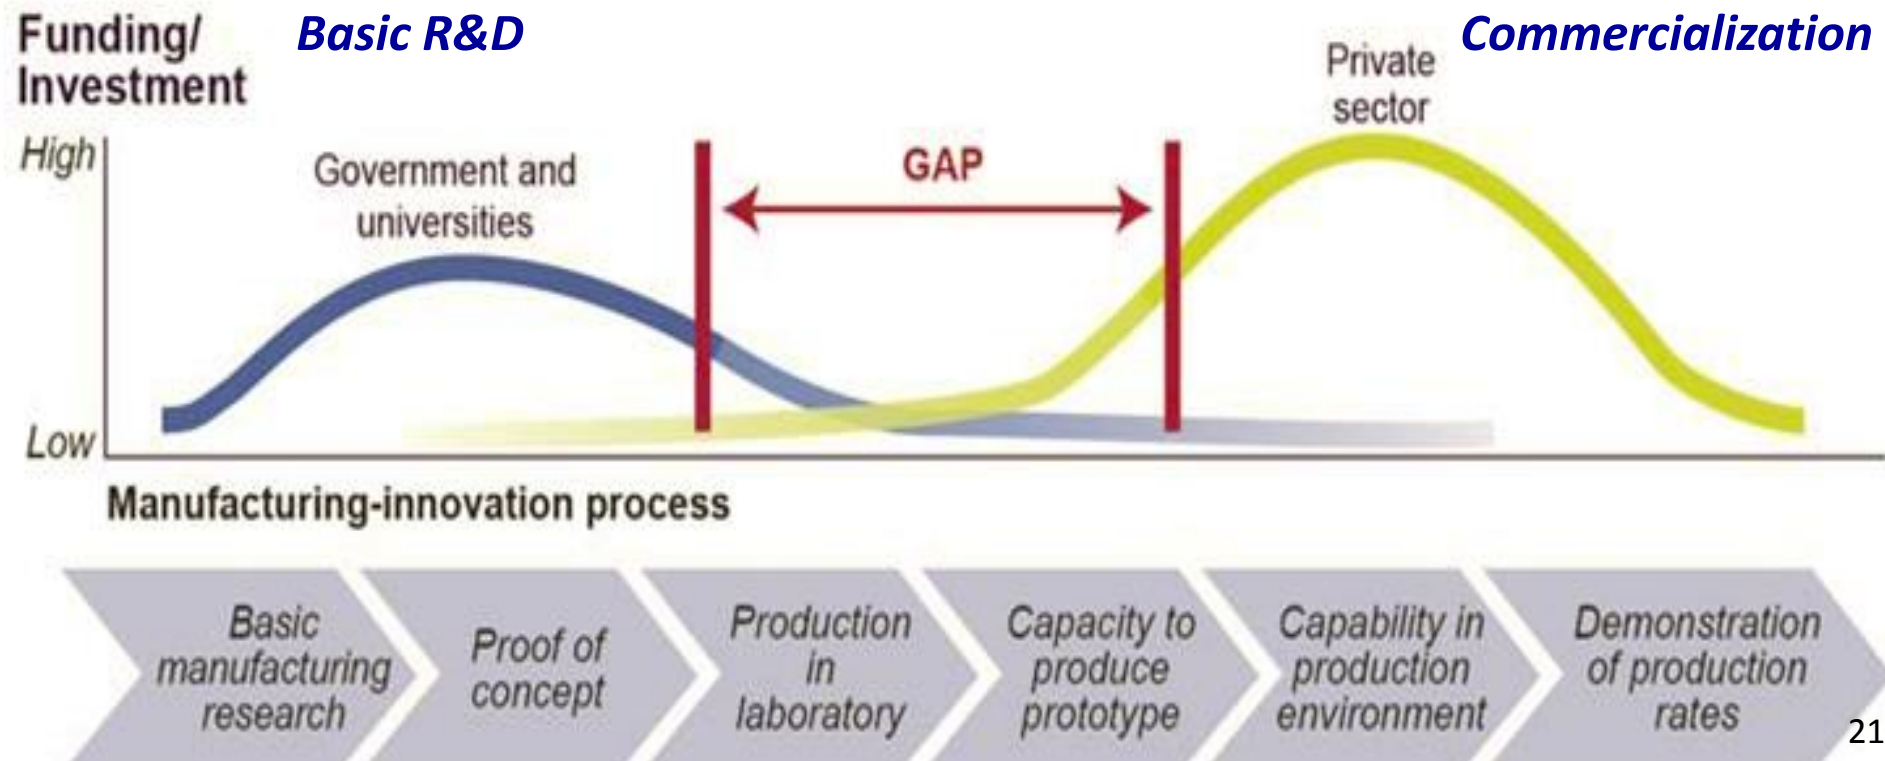 Funding/
Investment
Basic R&D
Commercialization
Private
sector
High
Government and
universities
GAP
Low
Manufacturing-innovation process
Basic
manufacturing
research
Proof of
concept
Production
in
laboratory
Capacity to
produce
prototype
Capability in
production
environment
Demonstration
of production
rates
21